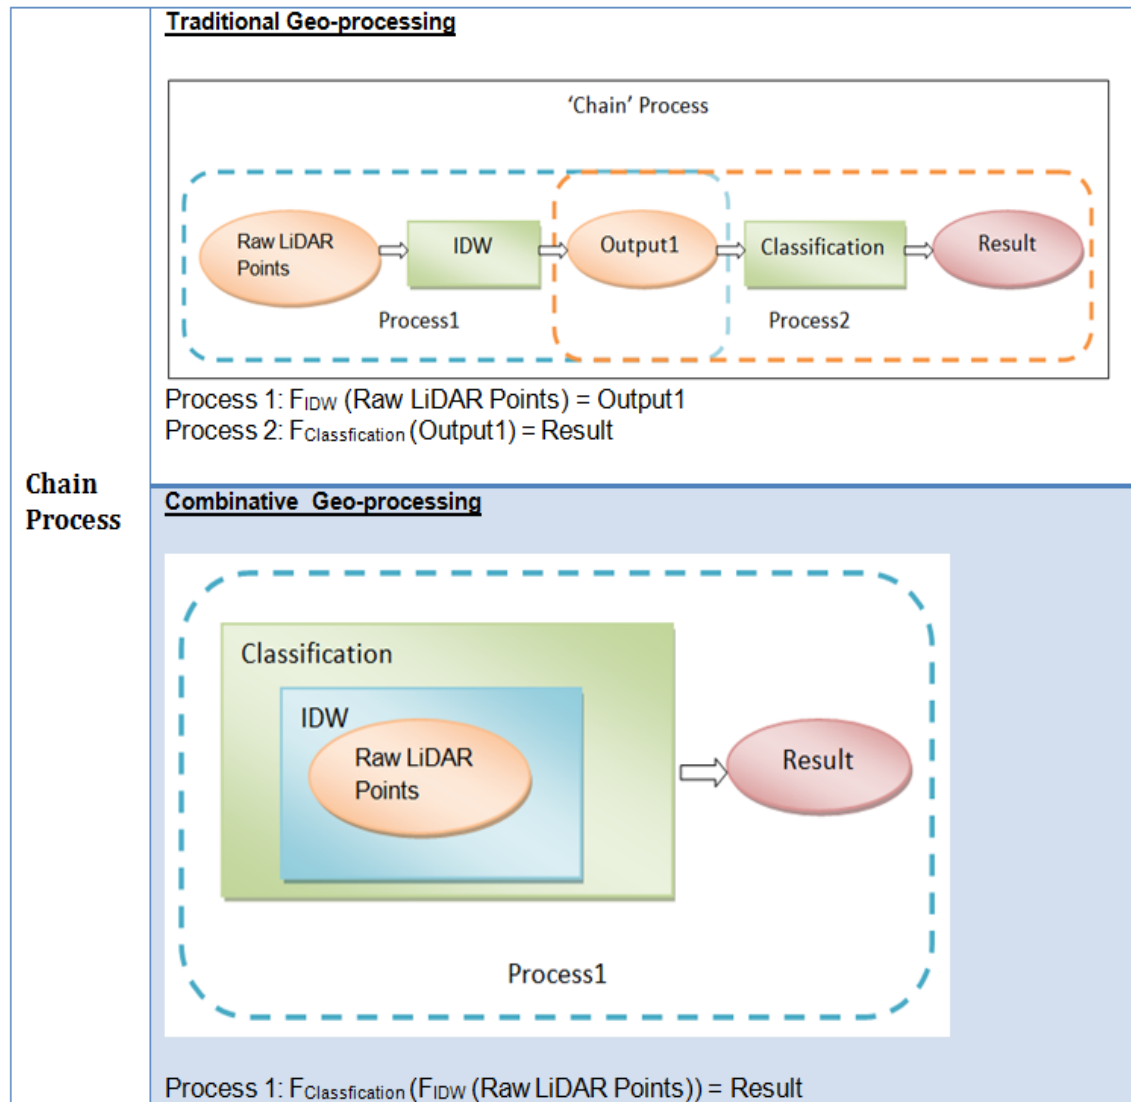 Traditional Geo-processing
'Chain' Process
Raw LiDAR
Points
IDW
Output1
Classification
Result
Process1
Process2
Process 1: FIDW (Raw LiDAR Points) = Output1
Process 2: FClassfication (Output1) = Result
Chain
Process
Combinative Geo-processing
Classification
IDW
Raw LiDAR
Points
Result
Process1
Process 1: FClassfication (FIDW (Raw LiDAR Points)) = Result